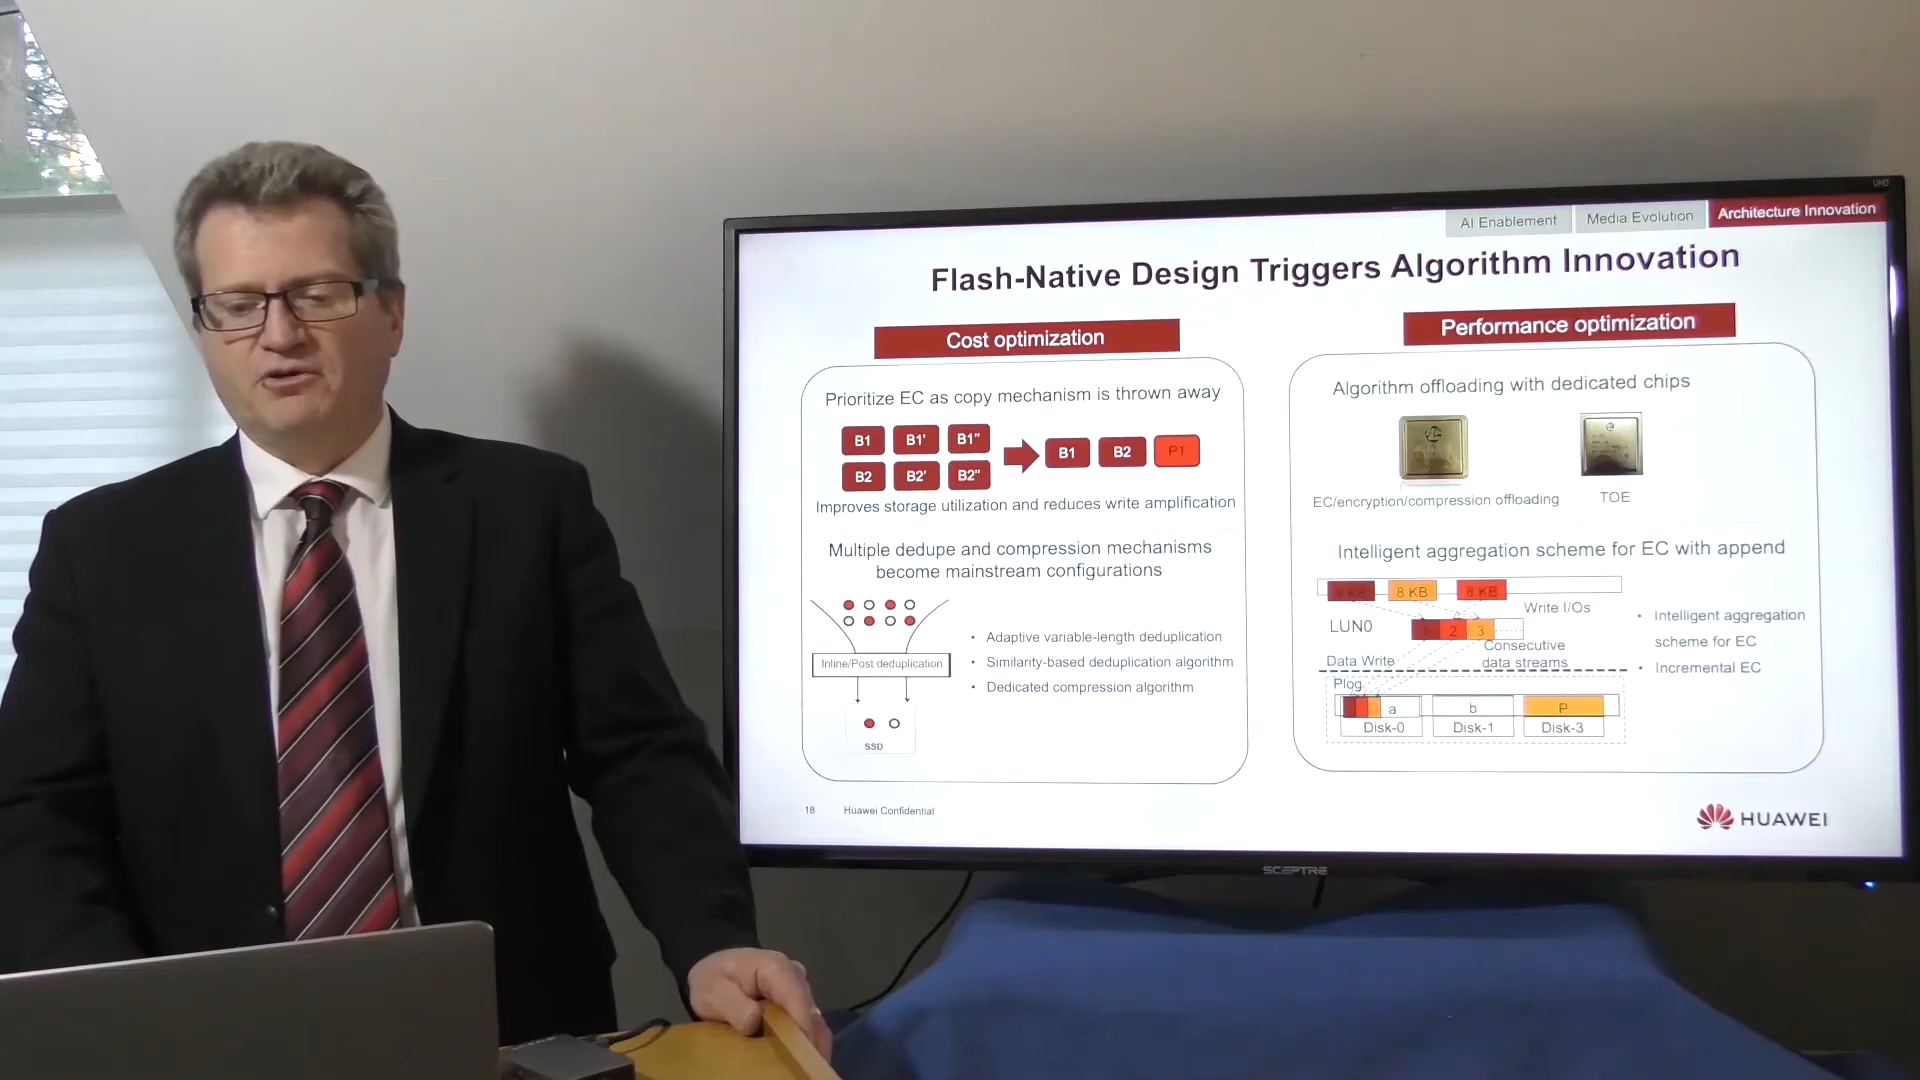 UHD
AI Enablement
Media Evolution
Architecture Innovation
Flash-Native Design Triggers Algorithm Innovation
Cost optimization
Prioritize EC as copy mechanism is thrown away
B1 B1' B1" B1 B2 P1
B2 B2' B2"
Improves storage utilization and reduces write amplification
Multiple dedupe and compression mechanisms
become mainstream configurations
Inline/Post deduplication
SSD
• Adaptive variable-length deduplication
• Similarity-based deduplication algorithm
• Dedicated compression algorithm
Performance optimization
Algorithm offloading with dedicated chips
EC/encryption/compression offloading
TOE
Intelligent aggregation scheme for EC with append
8 KB 8 KB
Write I/Os
LUN0
2 3
Consecutive
data streams
Data Write
Plog
a b P
Disk-0 Disk-1 Disk-3
• Intelligent aggregation
scheme for EC
• Incremental EC
18 Huawei Confidential
HUAWEI
SCEPTRE